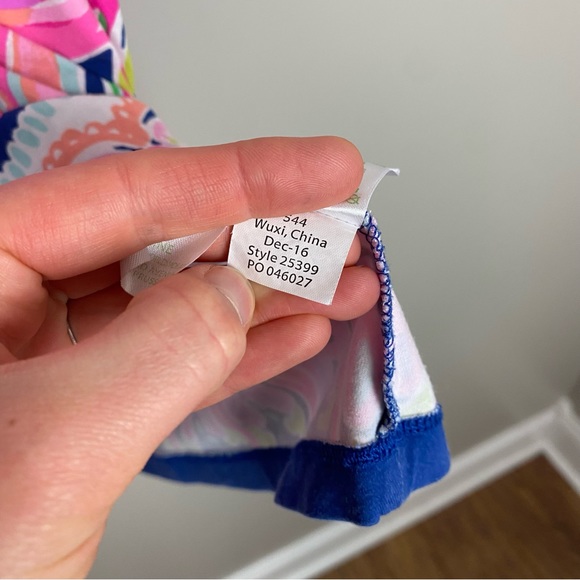 544
Wuxi, China
Dec-16
Style 25399
PO 046027